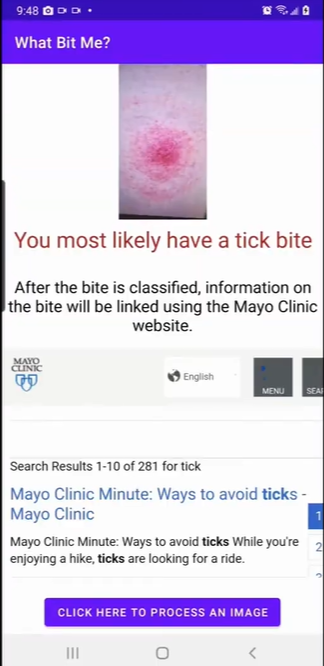 9:48
What Bit Me?
You most likely have a tick bite
After the bite is classified, information on
the bite will be linked using the Mayo Clinic
website.
MAYO
CLINIC
English
MENU
SEAR
Search Results 1-10 of 281 for tick
Mayo Clinic Minute: Ways to avoid ticks -
Mayo Clinic
1
Mayo Clinic Minute: Ways to avoid ticks While you're
2
enjoying a hike, ticks are looking for a ride.
CLICK HERE TO PROCESS AN IMAGE